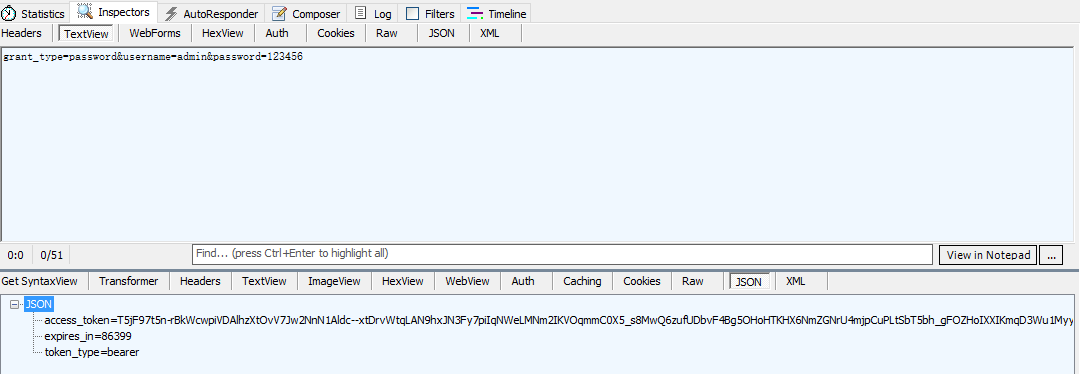 Statistics Inspectors AutoResponder Composer Log Filters Timeline
Headers TextView WebForms HexView Auth Cookies Raw JSON XML
grant_type=password&username=admin&password=123456
0:0 0/51 Find... (press Ctrl+Enter to highlight all) View in Notepad ...
Get SyntaxView Transformer Headers TextView ImageView HexView WebView Auth Caching Cookies Raw JSON XML
JSON
access_token=T5jF97t5n-rBkWcwpiVDAlhzXtOvV7Jw2NnN1Aldc--xtDrvWtqLAN9hxJN3Fy7piIqNWeLMNm2IKVOqmmC0X5_s8MwQ6zufUDbvF4Bg5OHoHTKHX6NmZGNrU4mjpCuPLtSbT5bh_gFOZHoIXXIKmqD3Wu1Myy
expires_in=86399
token_type=bearer